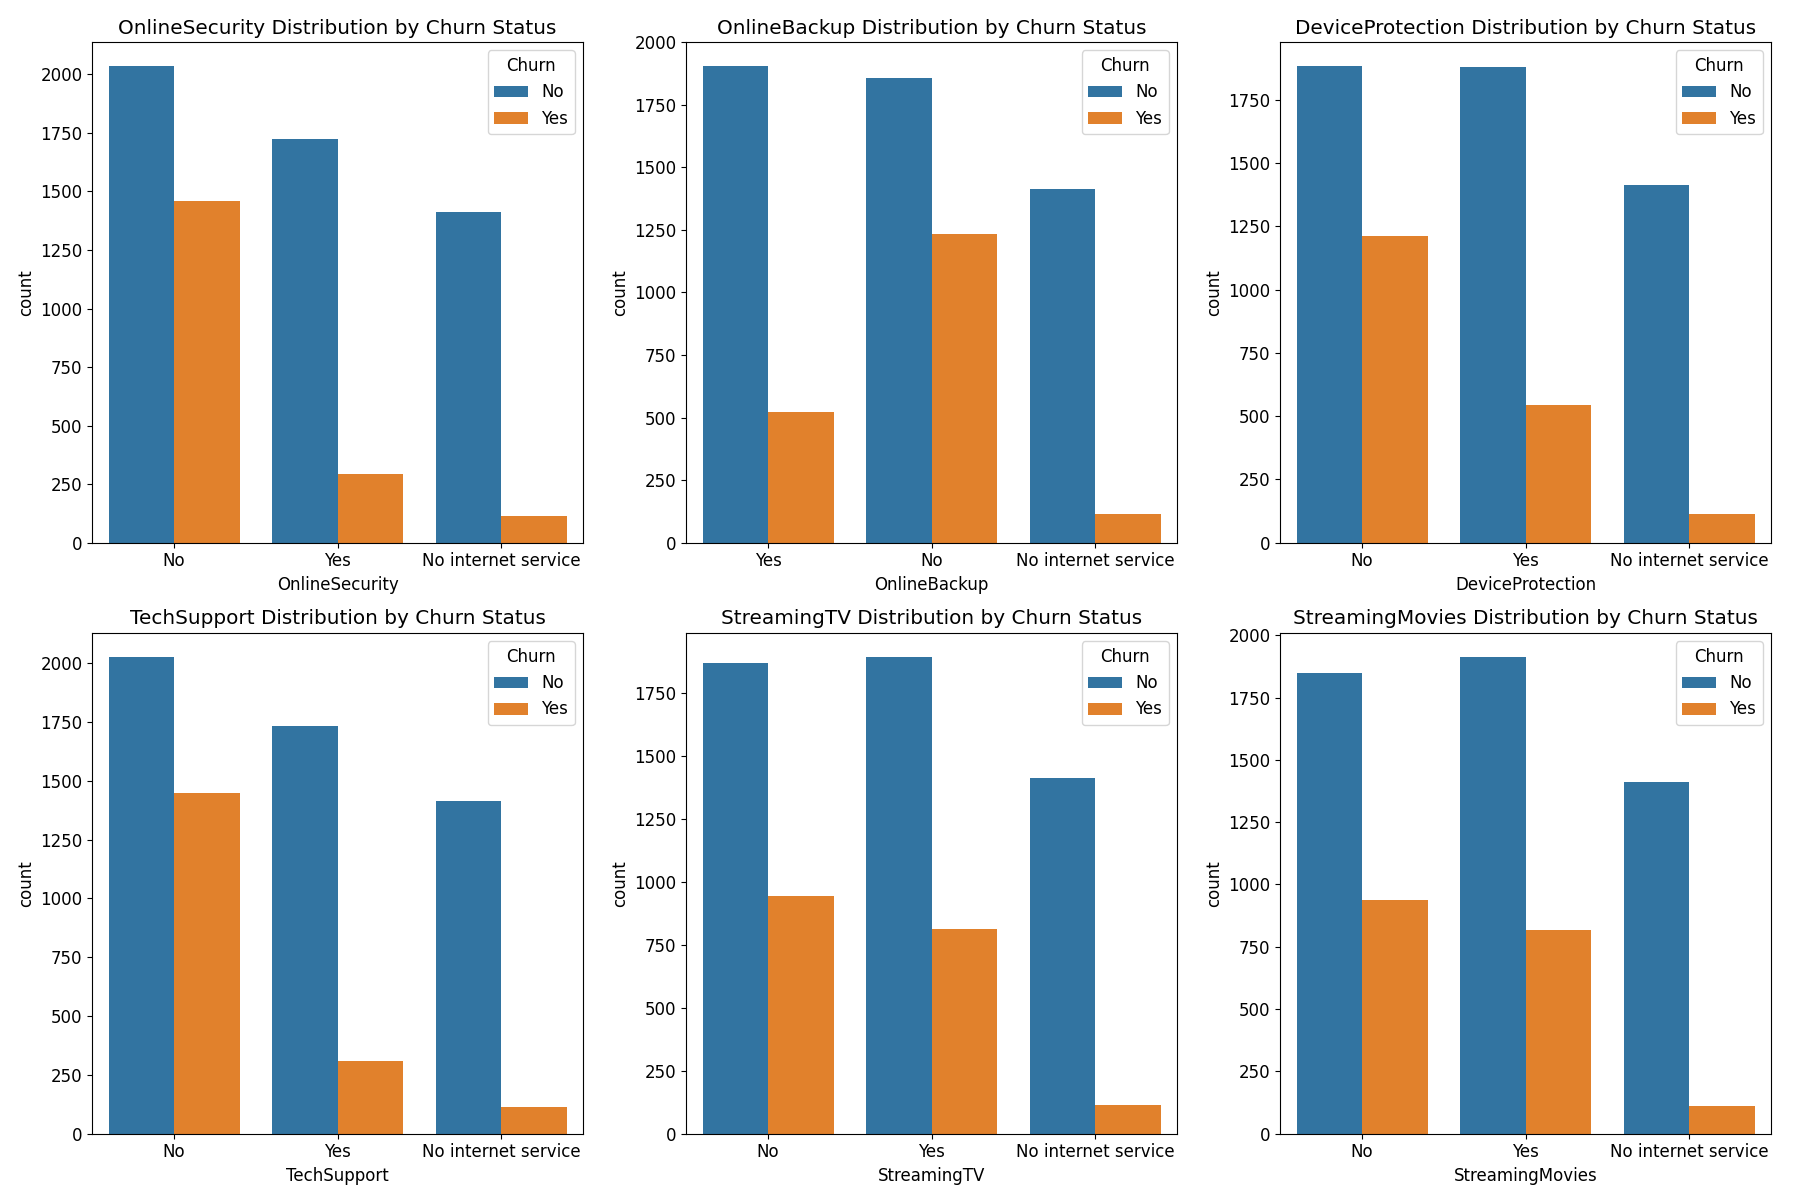 OnlineSecurity Distribution by Churn Status
count
2000
1750
1500
1250
1000
750
500
250
0
Churn
No
Yes
No Yes No internet service
OnlineSecurity
OnlineBackup Distribution by Churn Status
count
2000
1750
1500
1250
1000
750
500
250
0
Churn
No
Yes
Yes No No internet service
OnlineBackup
DeviceProtection Distribution by Churn Status
count
1750
1500
1250
1000
750
500
250
0
Churn
No
Yes
No Yes No internet service
DeviceProtection
TechSupport Distribution by Churn Status
count
2000
1750
1500
1250
1000
750
500
250
0
Churn
No
Yes
No Yes No internet service
TechSupport
StreamingTV Distribution by Churn Status
count
1750
1500
1250
1000
750
500
250
0
Churn
No
Yes
No Yes No internet service
StreamingTV
StreamingMovies Distribution by Churn Status
count
2000
1750
1500
1250
1000
750
500
250
0
Churn
No
Yes
No Yes No internet service
StreamingMovies